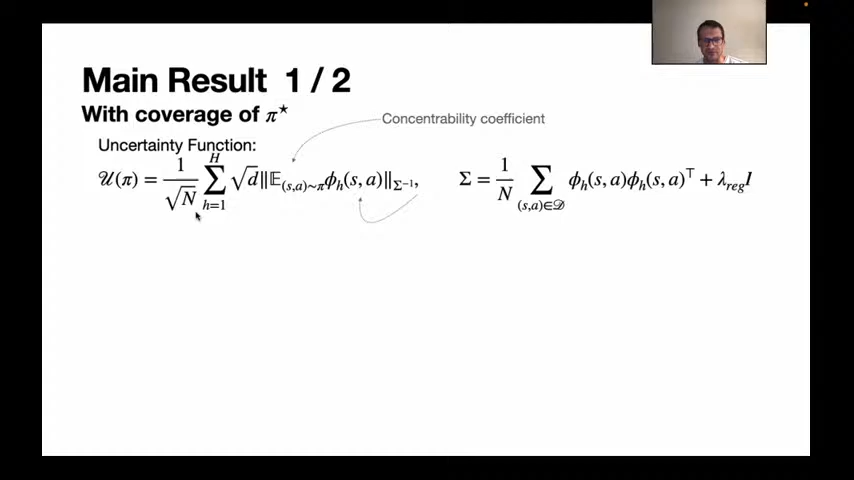 Main Result 1 / 2
With coverage of π⋆
Concentrability coefficient
Uncertainty Function:
𝒰(π) = 1/√N ∑_{h=1}^{H} √d‖𝔼_{(s,a)∼π}ϕ_h(s, a)‖_{Σ^{-1}}, Σ = 1/N ∑_{(s,a)∈𝒟} ϕ_h(s, a)ϕ_h(s, a)^⊤ + λ_{reg}I